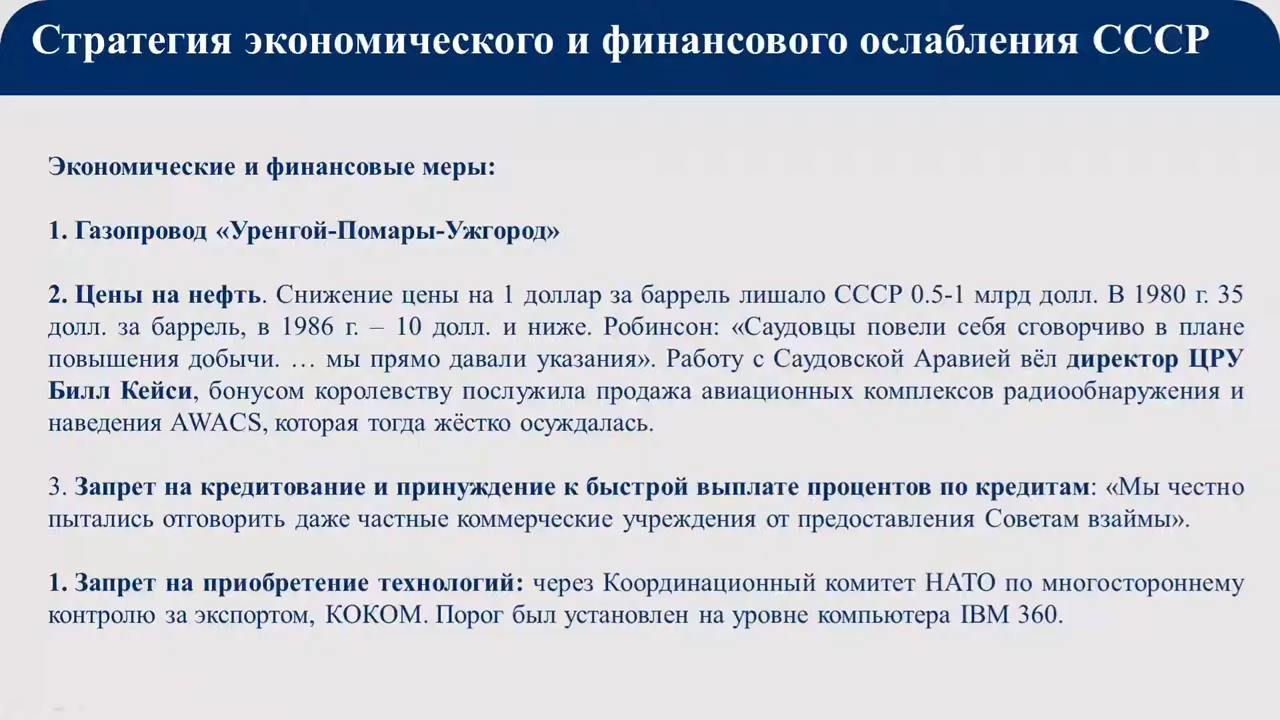 Стратегия экономического и финансового ослабления СССР
Экономические и финансовые меры:
1. Газопровод «Уренгой-Помары-Ужгород»
2. Цены на нефть. Снижение цены на 1 доллар за баррель лишало СССР 0.5-1 млрд долл. В 1980 г. 35
долл. за баррель, в 1986 г. – 10 долл. и ниже. Робинсон: «Саудовцы повели себя сговорчиво в плане
повышения добычи. … мы прямо давали указания». Работу с Саудовской Аравией вёл директор ЦРУ
Билл Кейси, бонусом королевству послужила продажа авиационных комплексов радиообнаружения и
наведения AWACS, которая тогда жёстко осуждалась.
3. Запрет на кредитование и принуждение к быстрой выплате процентов по кредитам: «Мы честно
пытались отговорить даже частные коммерческие учреждения от предоставления Советам взаймы».
1. Запрет на приобретение технологий: через Координационный комитет НАТО по многостороннему
контролю за экспортом, КОКОМ. Порог был установлен на уровне компьютера IBM 360.